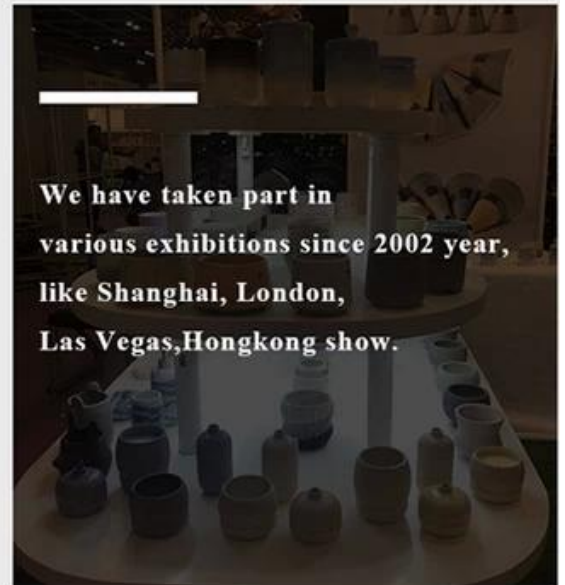 We have taken part in
various exhibitions since 2002 year,
like Shanghai, London,
Las Vegas,Hongkong show.